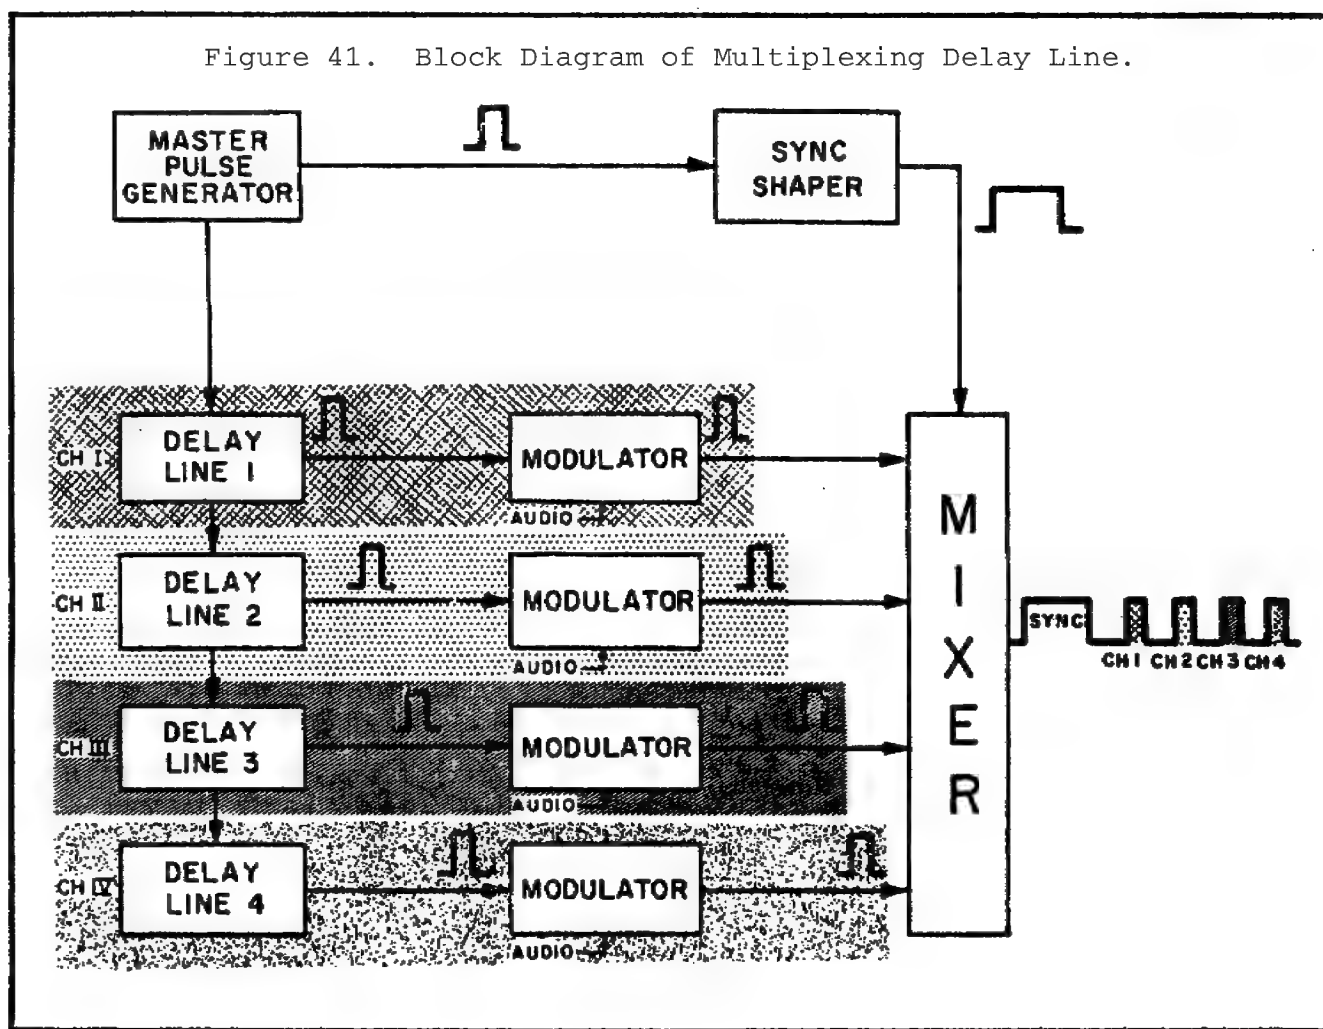 Figure 41. Block Diagram of Multiplexing Delay Line.
MASTER
PULSE
GENERATOR
SYNC
SHAPER
CH I
DELAY
LINE 1
MODULATOR
AUDIO
CH II
DELAY
LINE 2
MODULATOR
AUDIO
CH III
DELAY
LINE 3
MODULATOR
AUDIO
CH IV
DELAY
LINE 4
MODULATOR
AUDIO
MIXER
SYNC
CH 1 CH 2 CH 3 CH 4